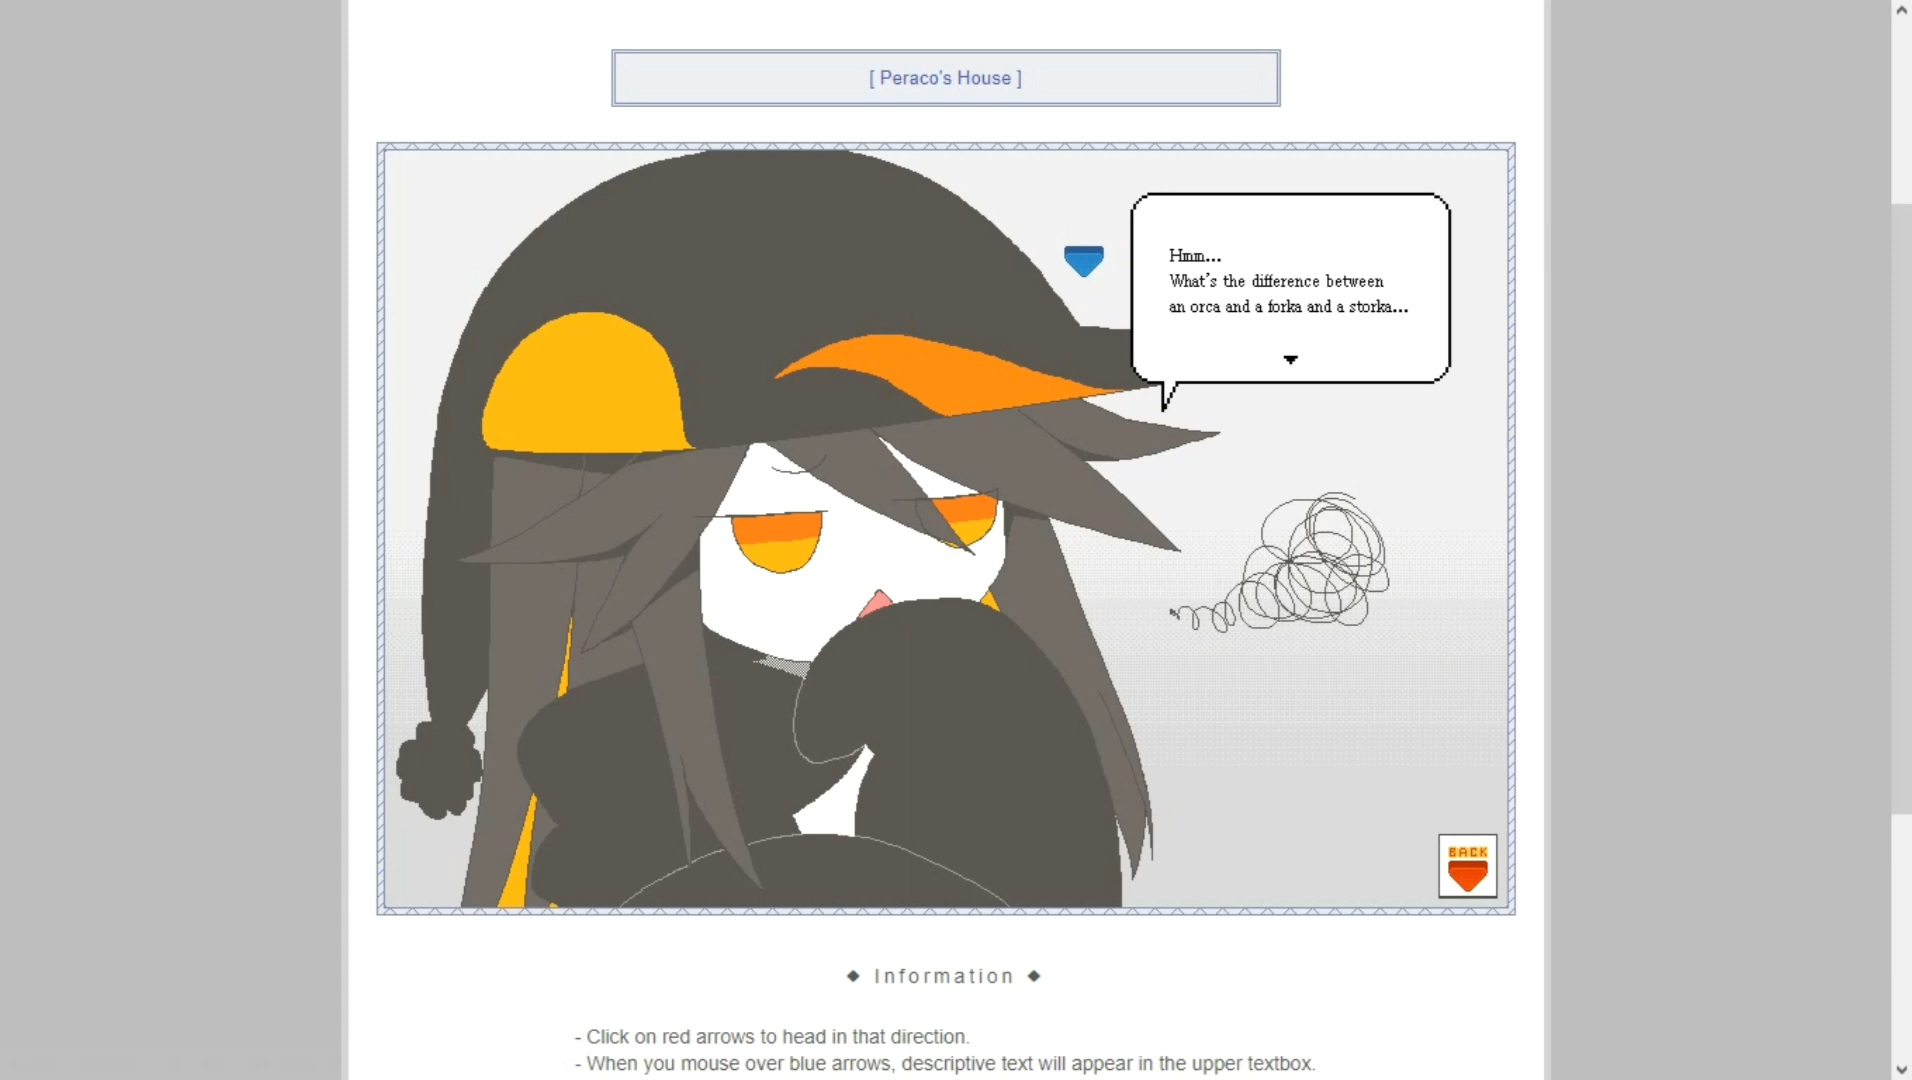 [ Peraco's House ]
Hmm...
What's the difference between
an orca and a forka and a storka...
BACK
◆ Information ◆
- Click on red arrows to head in that direction.
- When you mouse over blue arrows, descriptive text will appear in the upper textbox.